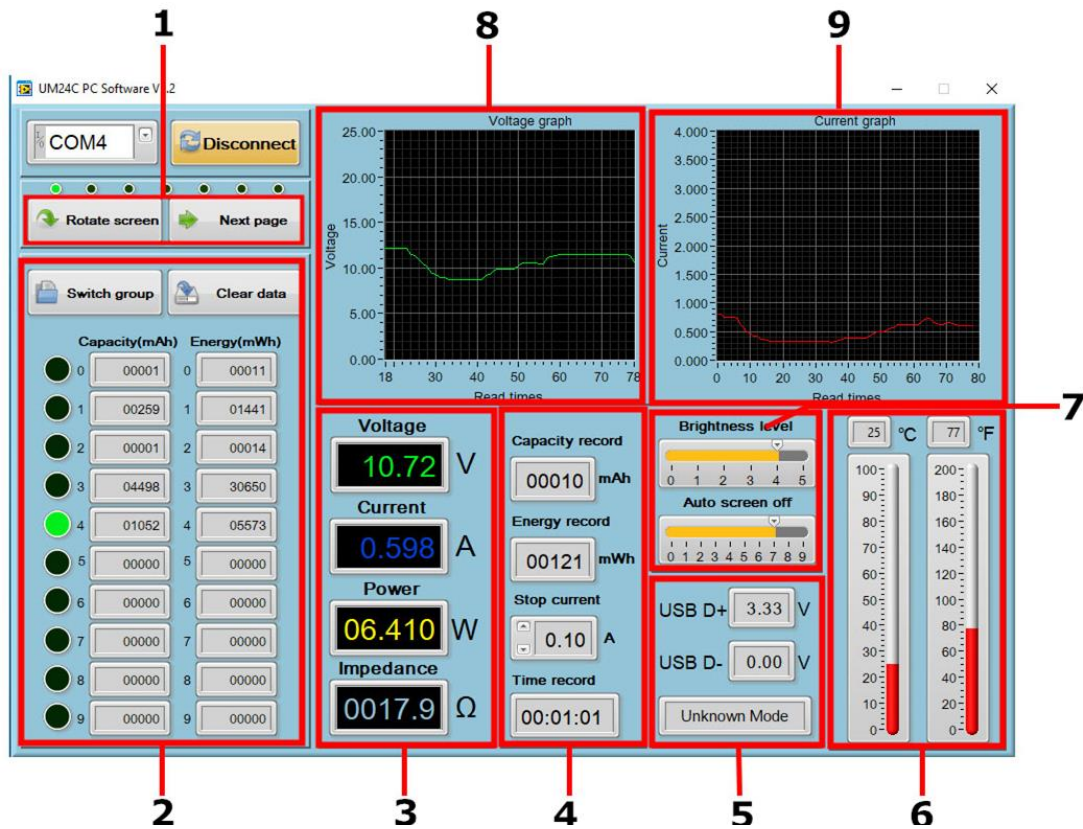 1
8
9
UM24C PC Software V .2
COM4
Disconnect
Rotate screen
Next page
Switch group
Clear data
Capacity(mAh) Energy(mWh)
0 00001 0 00011
1 00259 1 01441
2 00001 2 00014
3 04498 3 30650
4 01052 4 05573
5 00000 5 00000
6 00000 6 00000
7 00000 7 00000
8 00000 8 00000
9 00000 9 00000
Voltage graph
Voltage
25.00
20.00
15.00
10.00
5.00
0.00
18 30 40 50 60 70 78
Read times
Current graph
Current
4.000
3.500
3.000
2.500
2.000
1.500
1.000
0.500
0.000
0 10 20 30 40 50 60 70 80
Read times
Voltage
10.72 V
Current
0.598 A
Power
06.410 W
Impedance
0017.9 Ω
Capacity record
00010 mAh
Energy record
00121 mWh
Stop current
0.10 A
Time record
00:01:01
Brightness level
0 1 2 3 4 5
Auto screen off
0 1 2 3 4 5 6 7 8 9
7
USB D+ 3.33 V
USB D- 0.00 V
Unknown Mode
25 °C 77 °F
100
90
80
70
60
50
40
30
20
10
0
200
180
160
140
120
100
80
60
40
20
0
2
3
4
5
6